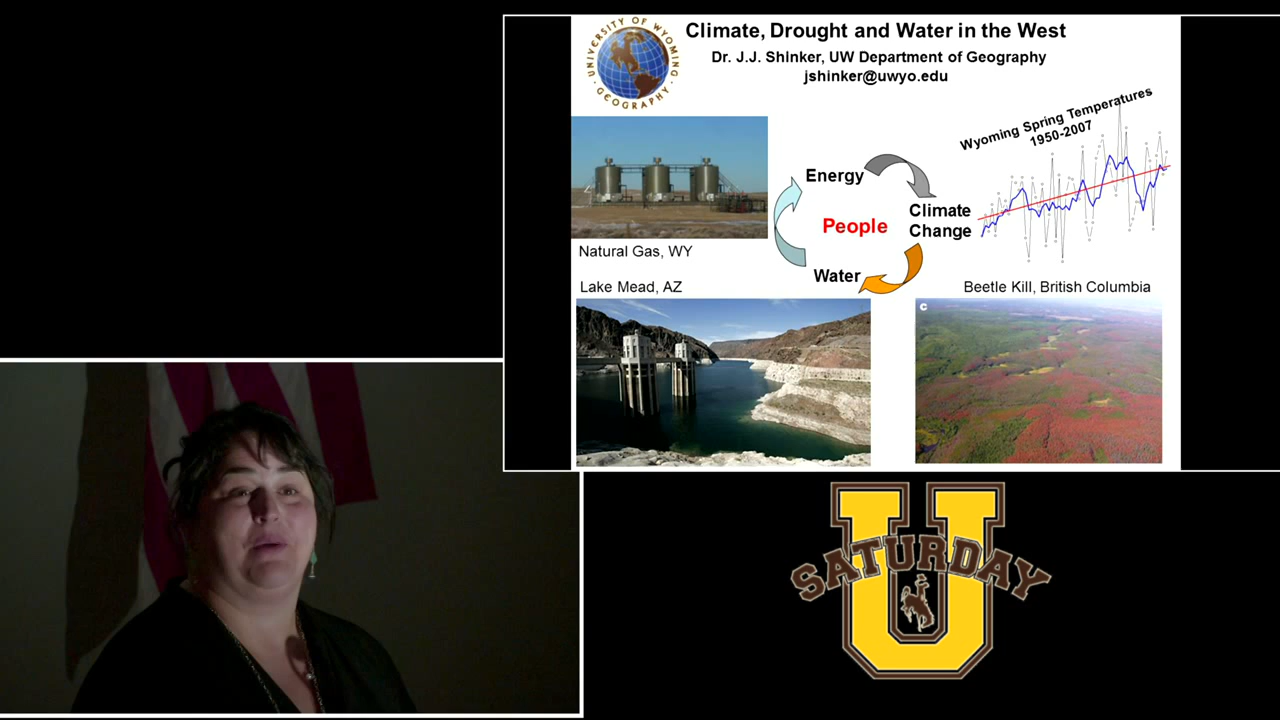 Climate, Drought and Water in the West
Dr. J.J. Shinker, UW Department of Geography
jshinker@uwyo.edu
UNIVERSITY OF WYOMING
GEOGRAPHY
Wyoming Spring Temperatures
1950-2007
Energy
Climate
Change
People
Water
Natural Gas, WY
Lake Mead, AZ
Beetle Kill, British Columbia
C
U
SATURDAY